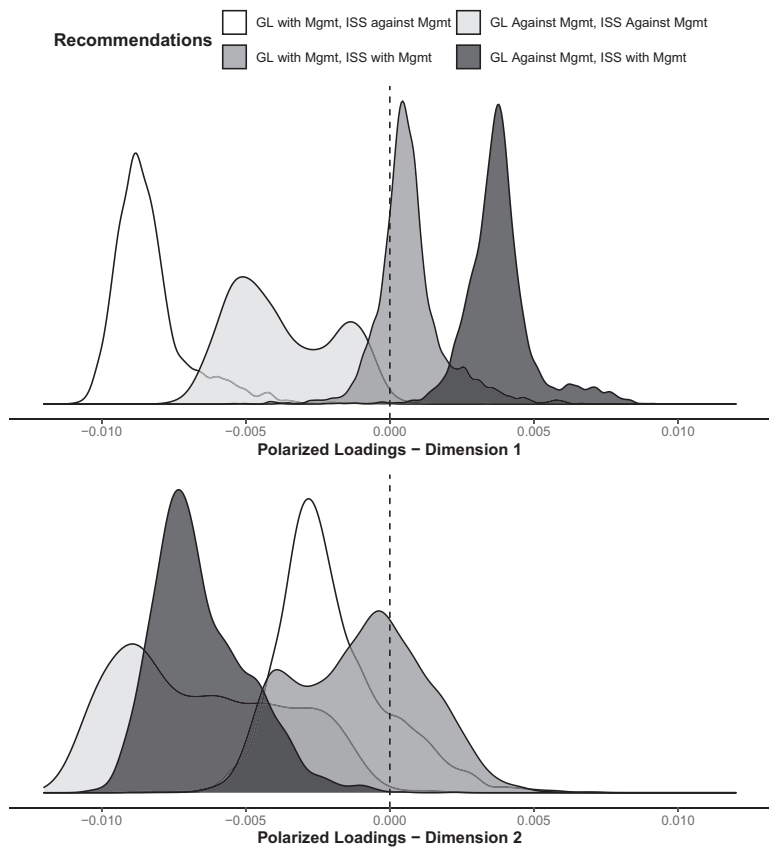 Recommendations
GL with Mgmt, ISS against Mgmt
GL Against Mgmt, ISS Against Mgmt
GL with Mgmt, ISS with Mgmt
GL Against Mgmt, ISS with Mgmt
−0.010 −0.005 0.000 0.005 0.010
Polarized Loadings − Dimension 1
−0.010 −0.005 0.000 0.005 0.010
Polarized Loadings − Dimension 2